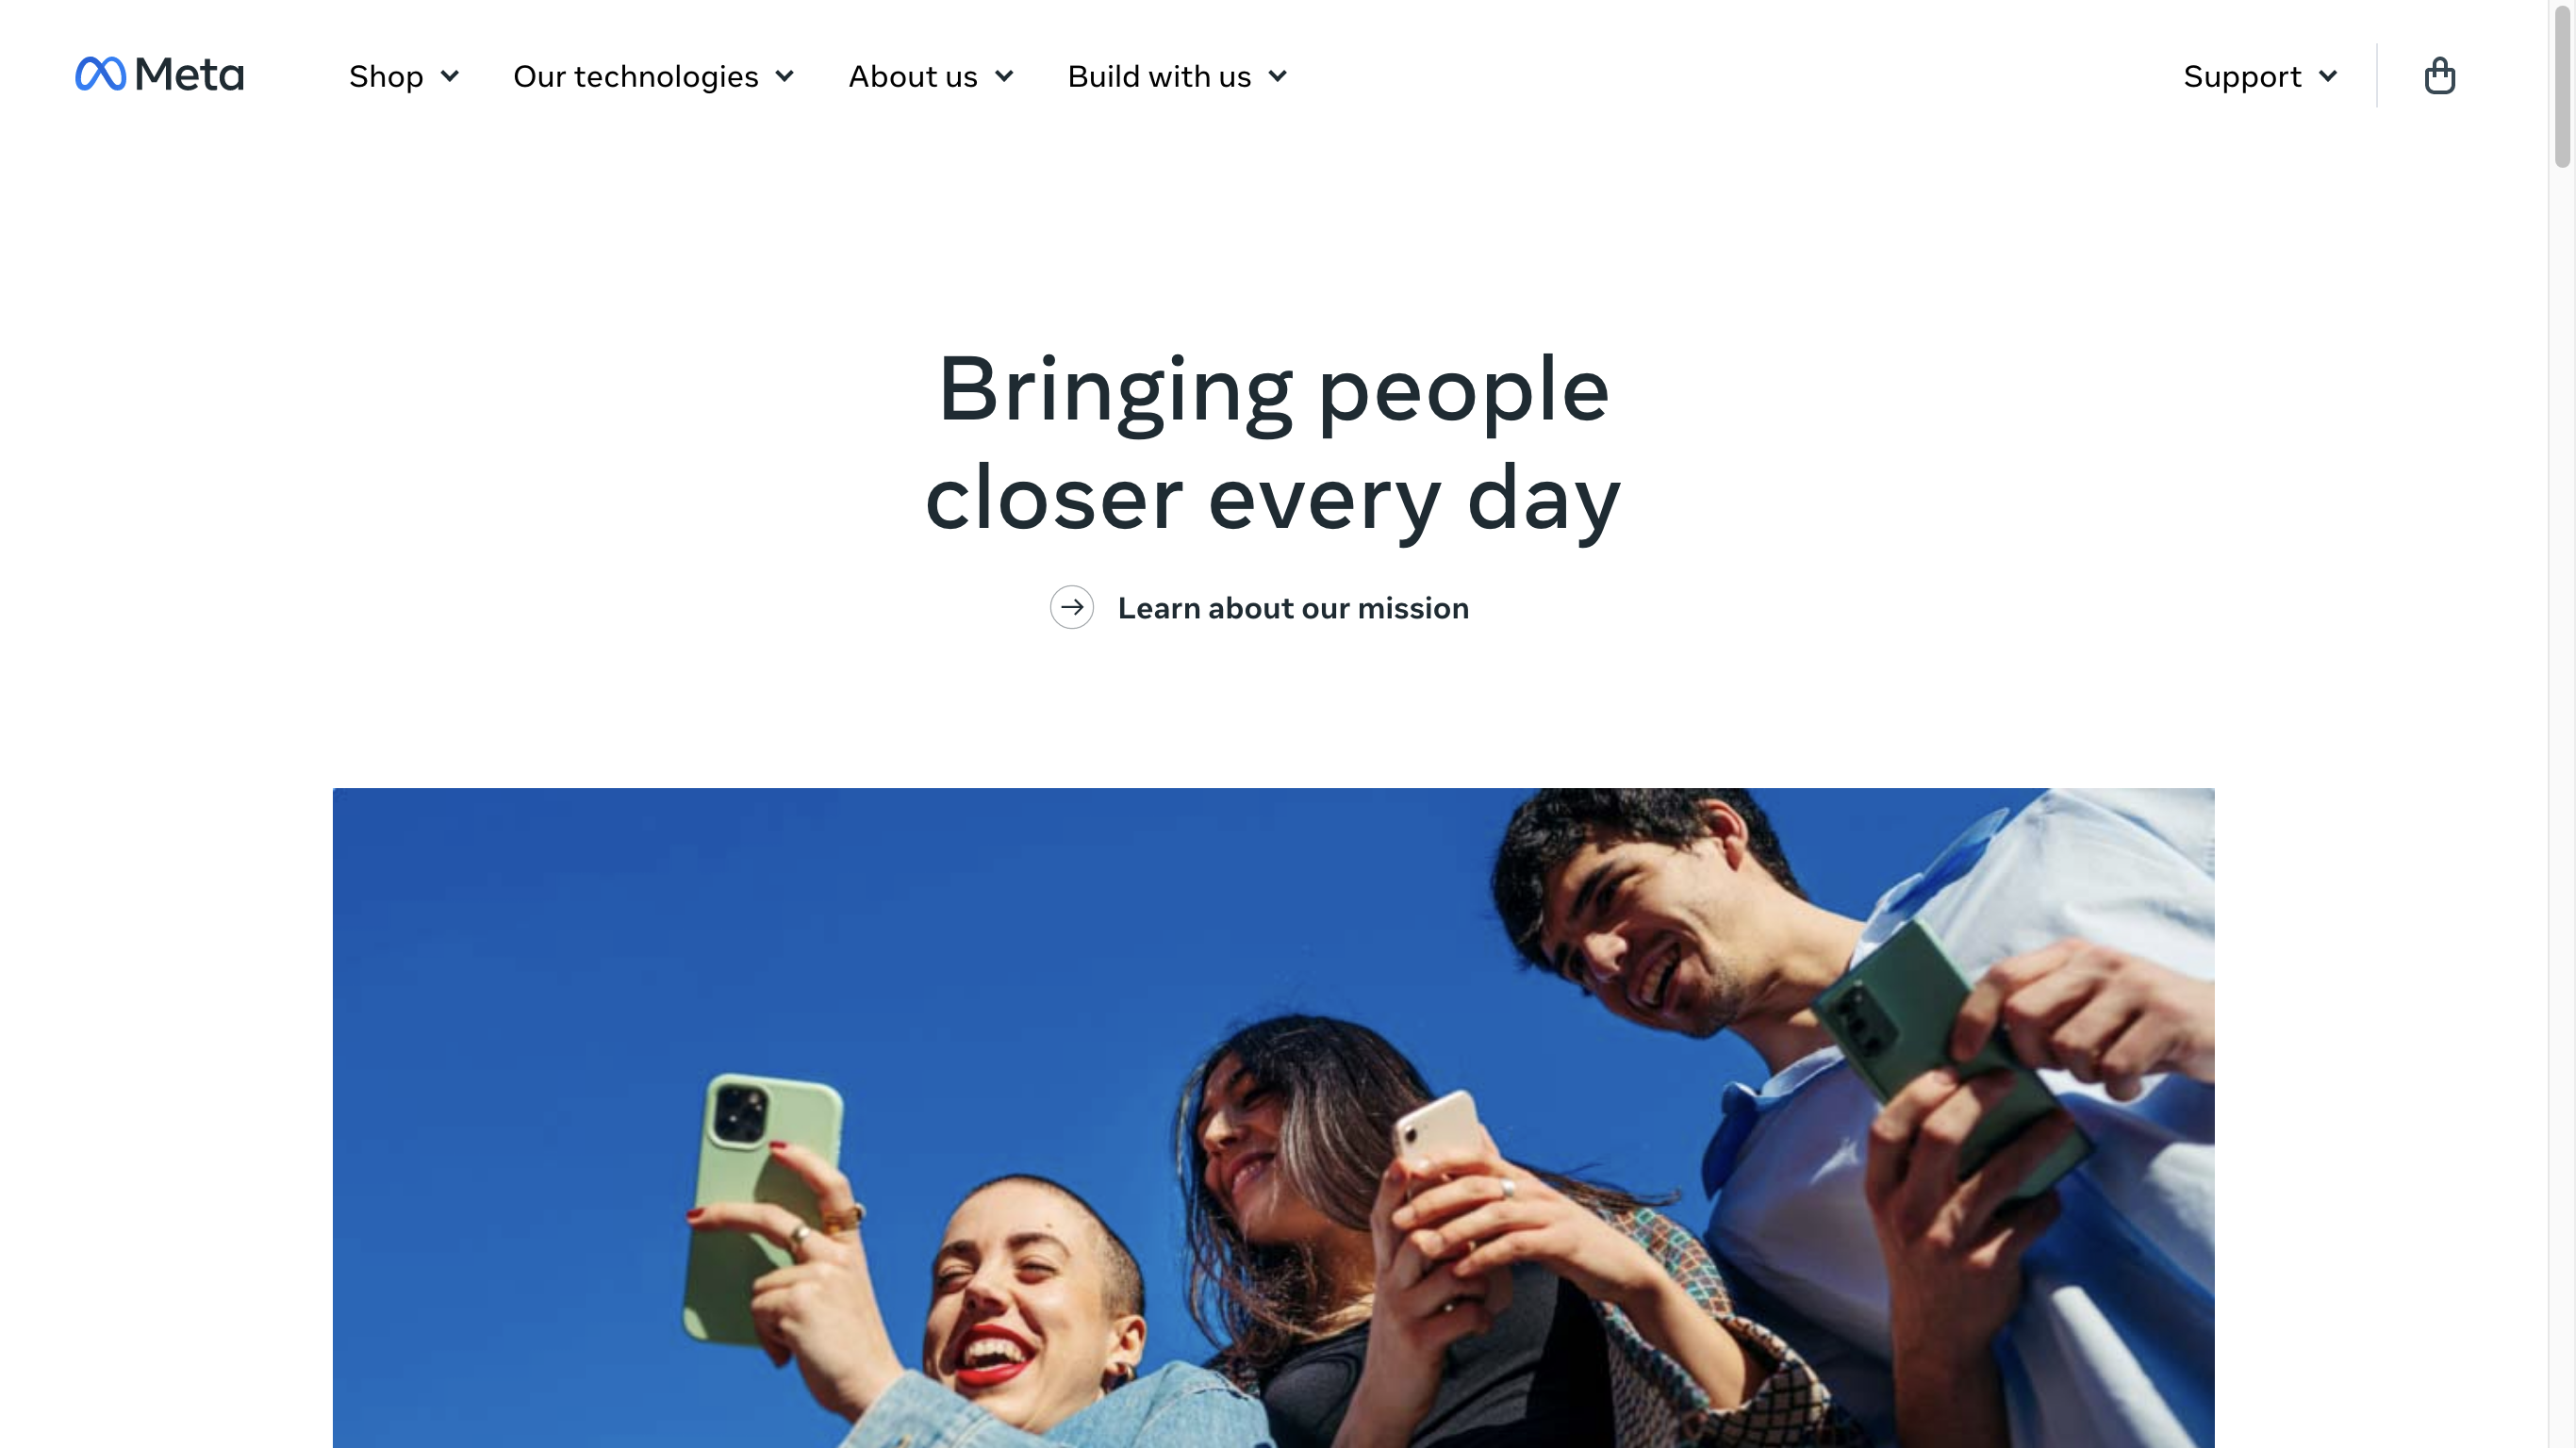 Meta
Shop
Our technologies
About us
Build with us
Support
Bringing people
closer every day
Learn about our mission